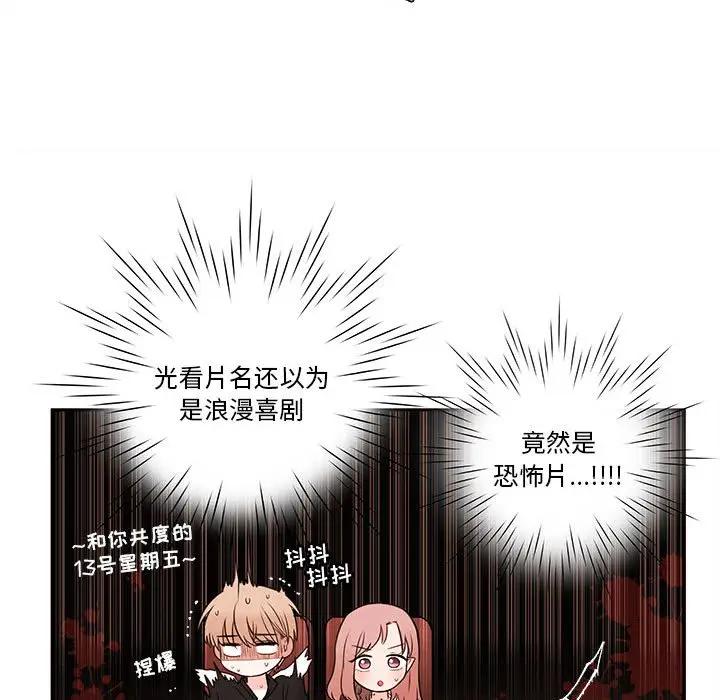 光看片名还以为
是浪漫喜剧
竟然是
恐怖片...!!!!
~和你共度的
13号星期五~
抖抖
抖抖
捏爆